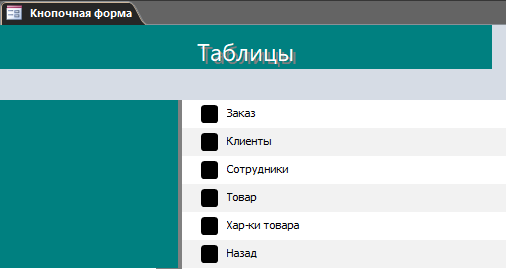 Кнопочная форма
Таблицы
Заказ
Клиенты
Сотрудники
Товар
Хар-ки товара
Назад